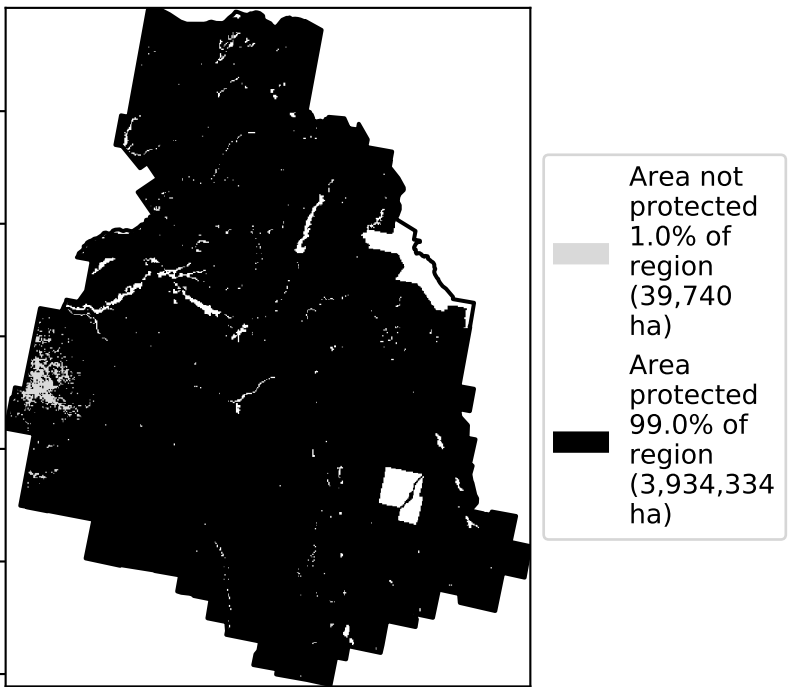 Area not
protected
1.0% of
region
(39,740
ha)
Area
protected
99.0% of
region
(3,934,334
ha)